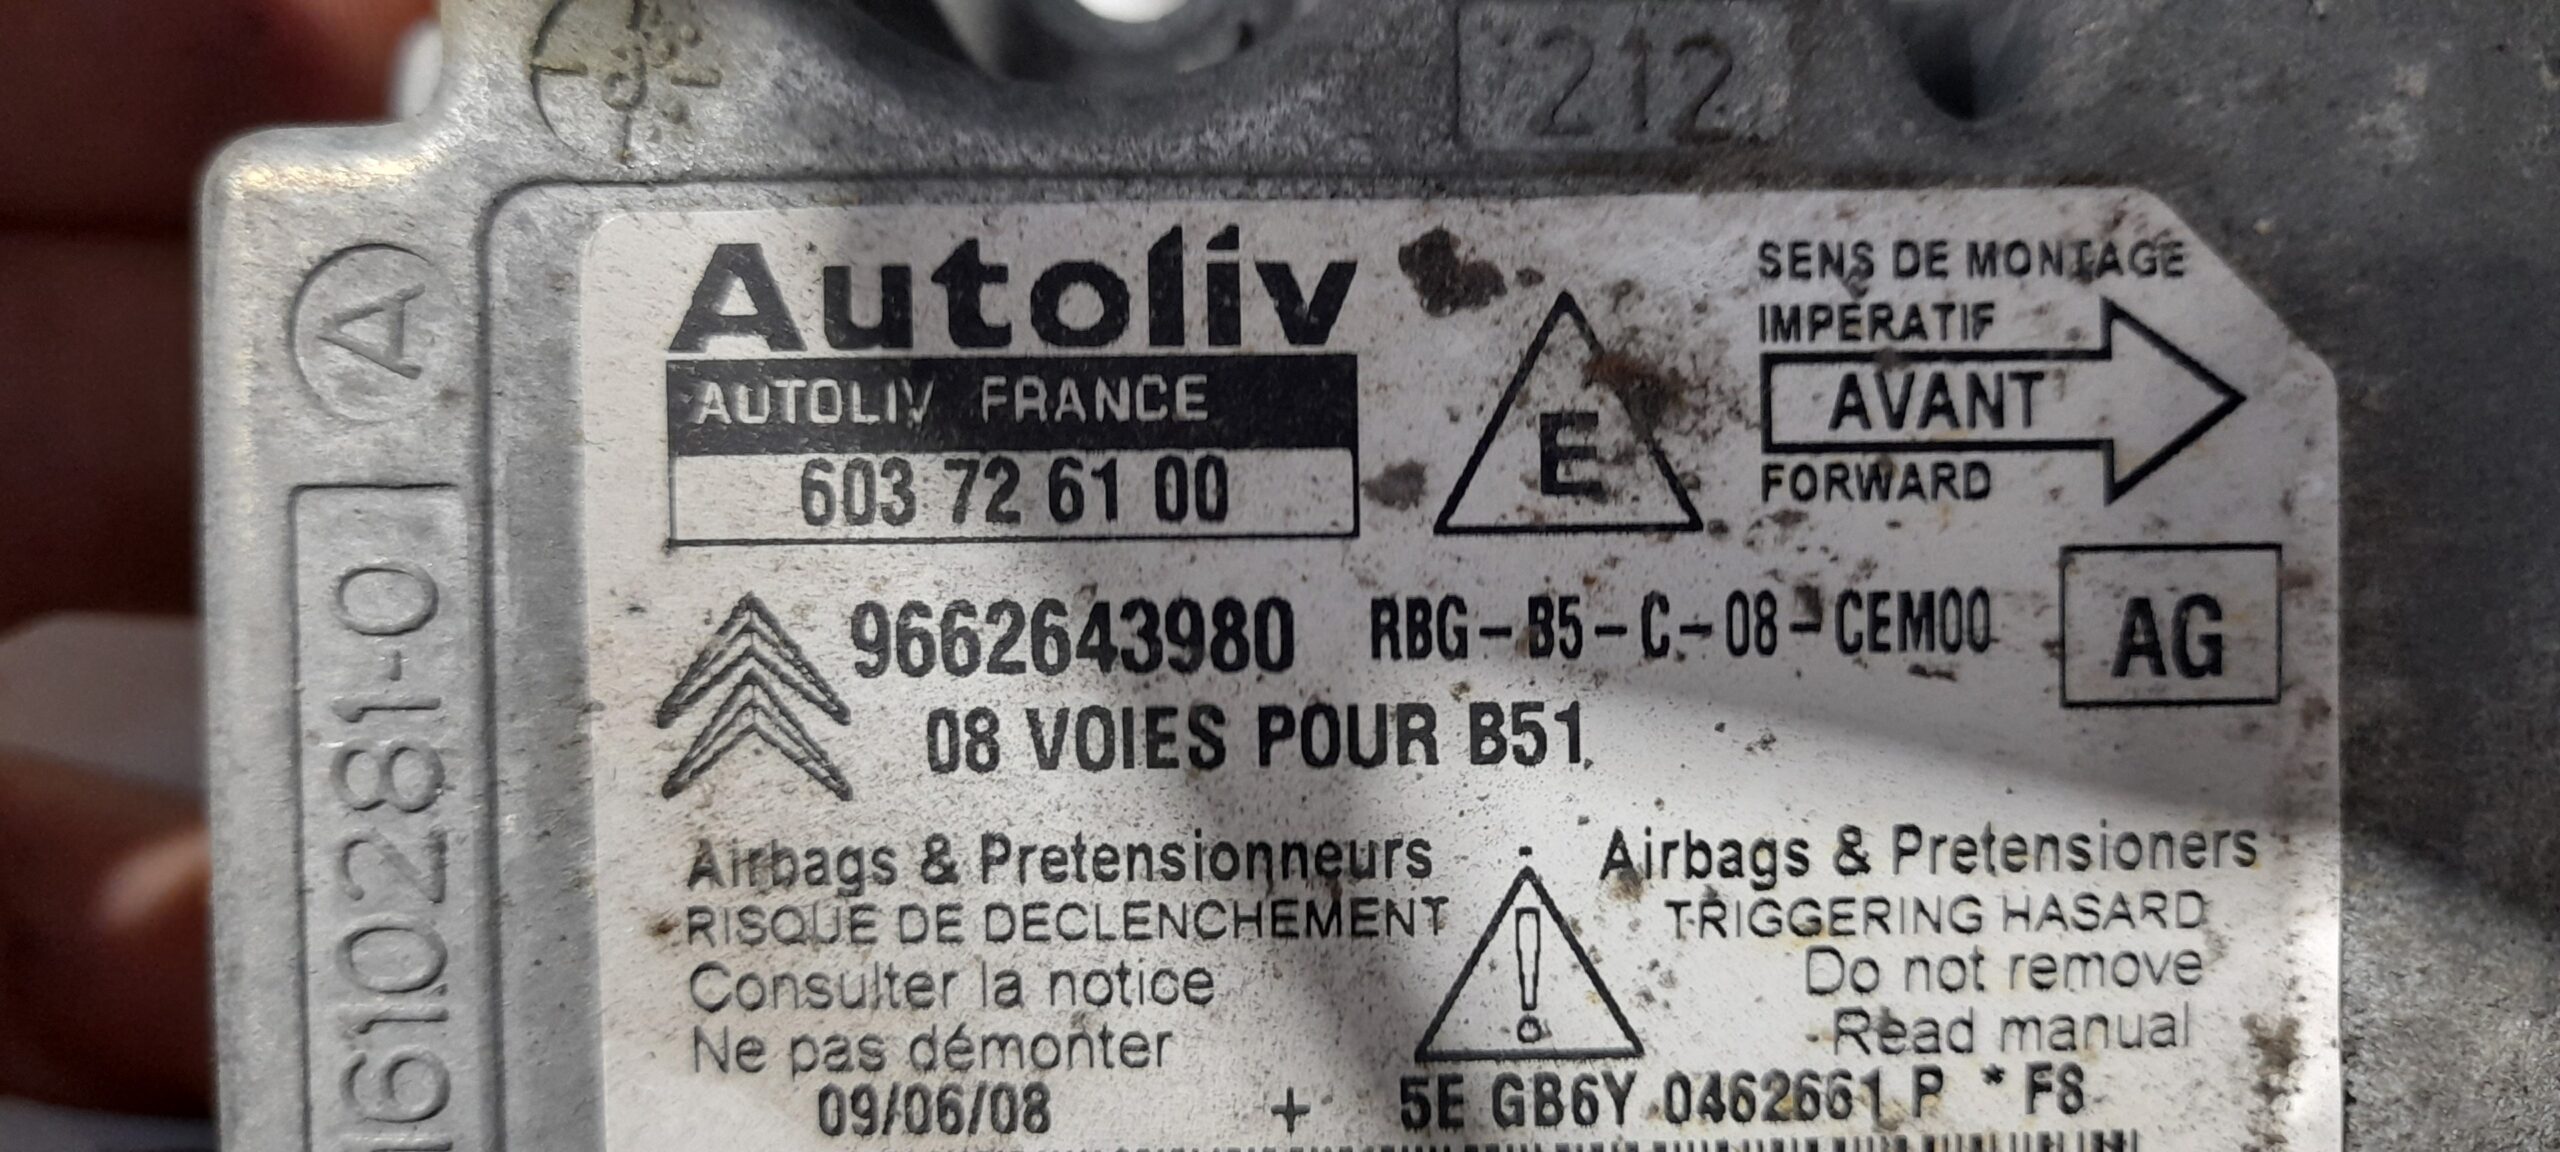 212
A
1610281-0
Autoliv
AUTOLIV FRANCE
603 72 61 00
E
SENS DE MONTAGE
IMPERATIF
AVANT
FORWARD
9662643980 RBG-B5-C-08-CEM00
AG
08 VOIES POUR B51.
Airbags & Pretensionneurs
RISQUE DE DECLENCHEMENT
Consulter la notice
Ne pas démonter
09/06/08
!
Airbags & Pretensioners
TRIGGERING HASARD
Do not remove
Read manual
+ 5E GB6Y 0462661 P * F8